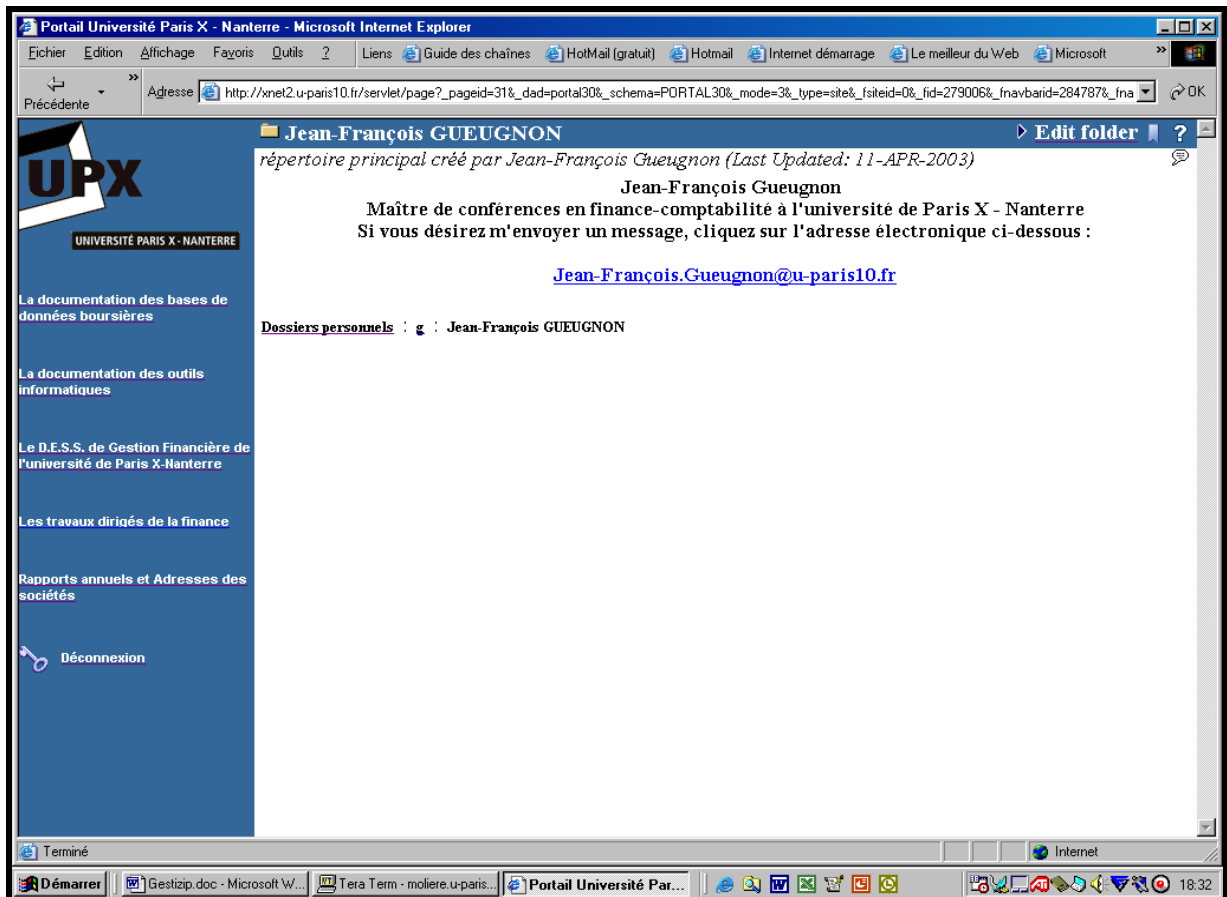 Portail Université Paris X - Nanterre - Microsoft Internet Explorer
Fichier Edition Affichage Favoris Outils ? Liens Guide des chaînes HotMail (gratuit) Hotmail Internet démarrage Le meilleur du Web Microsoft »
Précédente » Adresse http://xnet2.u-paris10.fr/servlet/page?_pageid=31&_dad=portal30&_schema=PORTAL30&_mode=3&_type=site&_fsiteid=0&_fid=279006&_fnavbarid=284787&_fna OK
UPX
UNIVERSITÉ PARIS X - NANTERRE
La documentation des bases de
données boursières
La documentation des outils
informatiques
Le D.E.S.S. de Gestion Financière de
l'université de Paris X-Nanterre
Les travaux dirigés de la finance
Rapports annuels et Adresses des
sociétés
Déconnexion
Jean-François GUEUGNON Edit folder ?
répertoire principal créé par Jean-François Gueugnon (Last Updated: 11-APR-2003)
Jean-François Gueugnon
Maître de conférences en finance-comptabilité à l'université de Paris X - Nanterre
Si vous désirez m'envoyer un message, cliquez sur l'adresse électronique ci-dessous :
Jean-François.Gueugnon@u-paris10.fr
Dossiers personnels : g : Jean-François GUEUGNON
Terminé Internet
Démarrer Gestizip.doc - Microsoft W... Tera Term - moliere.u-paris... Portail Université Par... 18:32